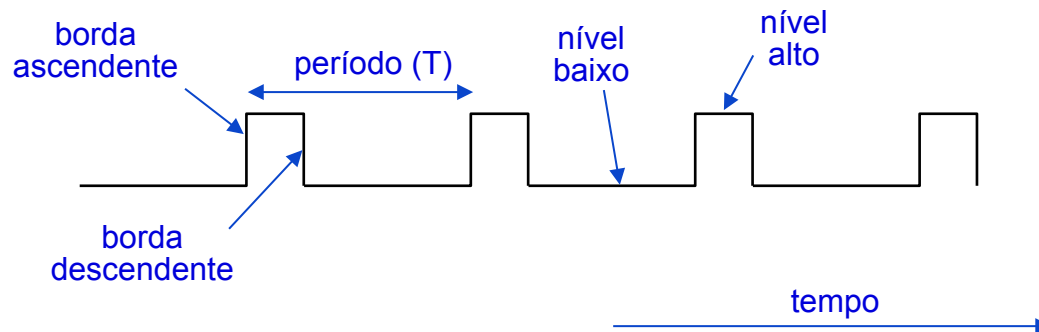 borda
ascendente
período (T)
nível
baixo
nível
alto
borda
descendente
tempo